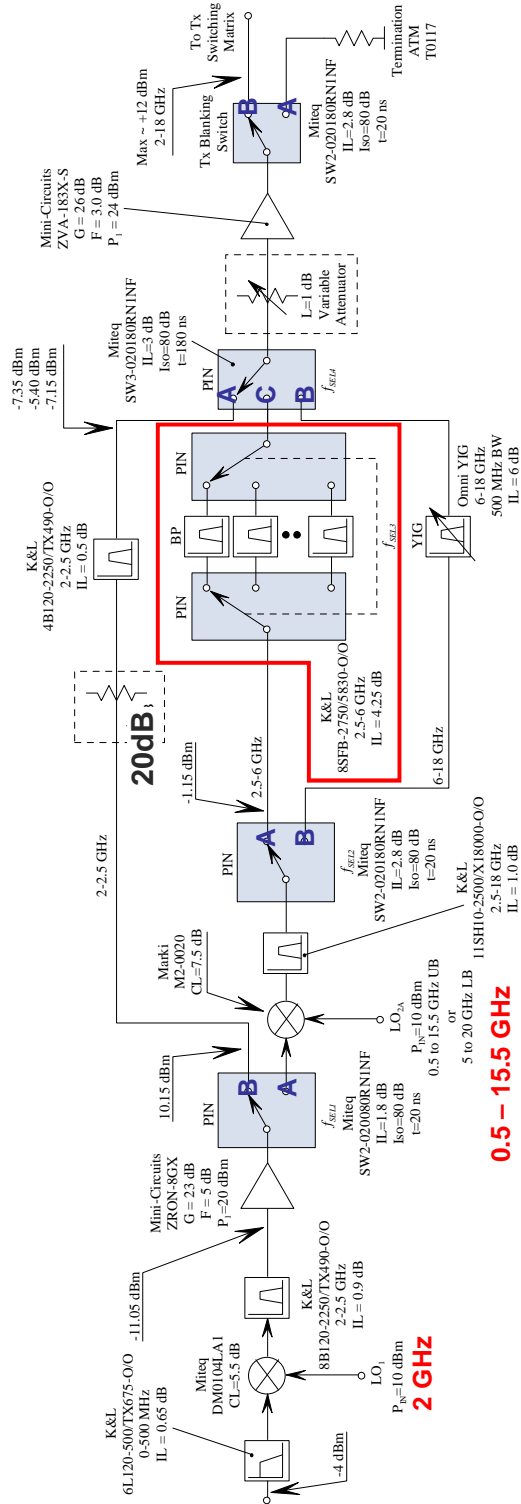 -4 dBm
K&L
6L120-500/TX675-O/O
0-500 MHz
IL = 0.65 dB
Miteq
DM0104LA1
CL=5.5 dB
LO1
PIN=10 dBm
2 GHz
K&L
8B120-2250/TX490-O/O
2-2.5 GHz
IL = 0.9 dB
-11.05 dBm
Mini-Circuits
ZRON-8GX
G = 23 dB
F = 5 dB
P1=20 dBm
PIN
B
A
fSEL1
Miteq
SW2-020080RN1NF
IL=1.8 dB
Iso=80 dB
t=20 ns
10.15 dBm
2-2.5 GHz
Marki
M2-0020
CL=7.5 dB
LO2A
PIN=10 dBm
0.5 to 15.5 GHz UB
or
5 to 20 GHz LB
0.5 – 15.5 GHz
K&L
11SH10-2500/X18000-O/O
2.5-18 GHz
IL = 1.0 dB
PIN
A
B
fSEL2
Miteq
SW2-020180RN1NF
IL=2.8 dB
Iso=80 dB
t=20 ns
-1.15 dBm
2.5-6 GHz
6-18 GHz
20dB
K&L
4B120-2250/TX490-O/O
2-2.5 GHz
IL = 0.5 dB
PIN
BP
PIN
fSEL3
K&L
8SFB-2750/5830-O/O
2.5-6 GHz
IL = 4.25 dB
YIG
Omni YIG
6-18 GHz
500 MHz BW
IL = 6 dB
-7.35 dBm
-5.40 dBm
-7.15 dBm
PIN
A
C
B
fSEL4
Miteq
SW3-020180RN1NF
IL=3 dB
Iso=80 dB
t=180 ns
L=1 dB
Variable
Attenuator
Mini-Circuits
ZVA-183X-S
G = 26 dB
F = 3.0 dB
P1 = 24 dBm
Tx Blanking
Switch
B
A
Miteq
SW2-020180RN1NF
IL=2.8 dB
Iso=80 dB
t=20 ns
Max ~ +12 dBm
2-18 GHz
To Tx
Switching
Matrix
Termination
ATM
T0117